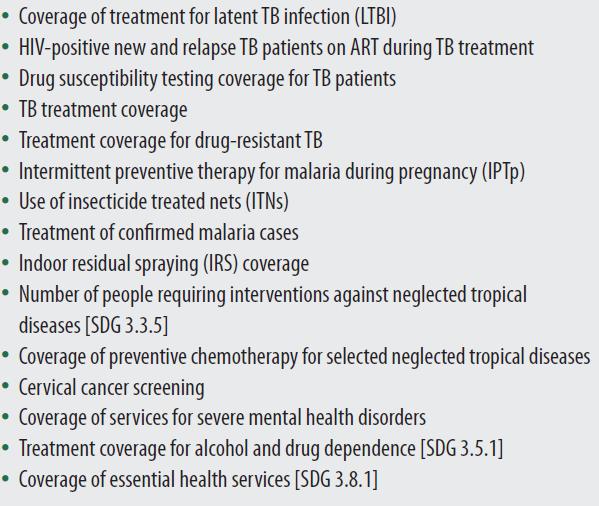 • Coverage of treatment for latent TB infection (LTBI)
• HIV-positive new and relapse TB patients on ART during TB treatment
• Drug susceptibility testing coverage for TB patients
• TB treatment coverage
• Treatment coverage for drug-resistant TB
• Intermittent preventive therapy for malaria during pregnancy (IPTp)
• Use of insecticide treated nets (ITNs)
• Treatment of confirmed malaria cases
• Indoor residual spraying (IRS) coverage
• Number of people requiring interventions against neglected tropical
diseases [SDG 3.3.5]
• Coverage of preventive chemotherapy for selected neglected tropical diseases
• Cervical cancer screening
• Coverage of services for severe mental health disorders
• Treatment coverage for alcohol and drug dependence [SDG 3.5.1]
• Coverage of essential health services [SDG 3.8.1]